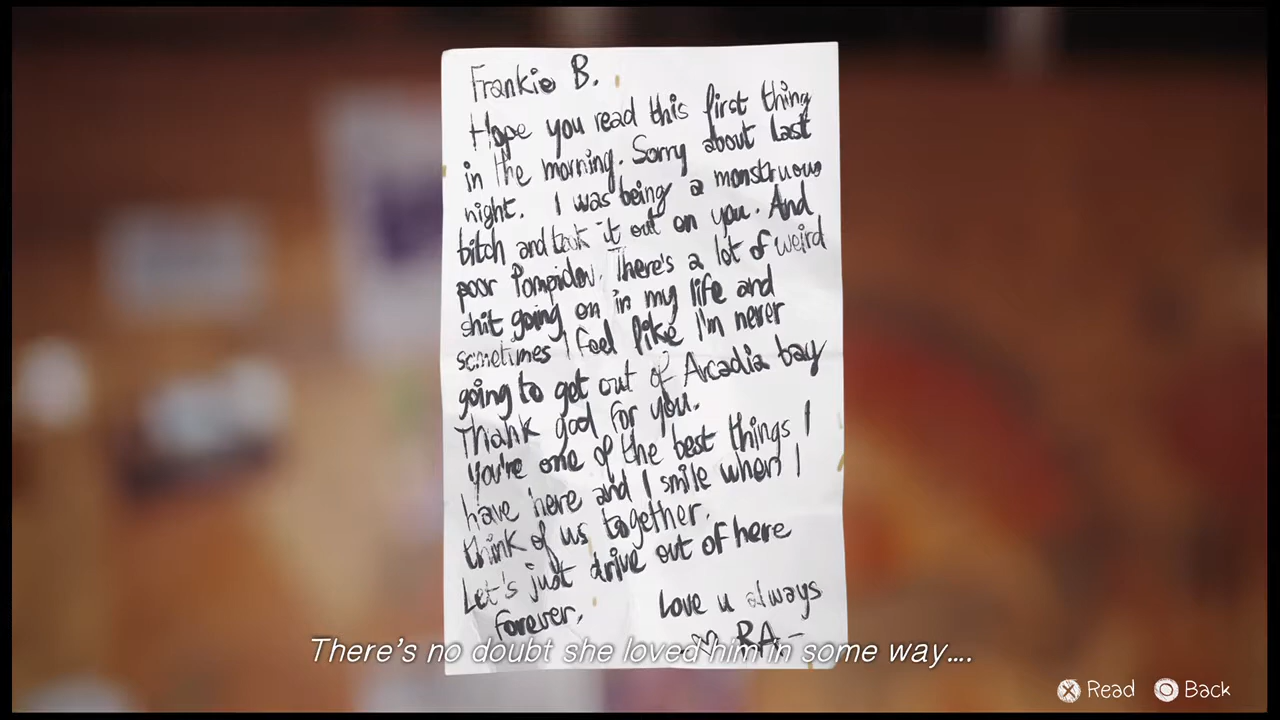 Frankie B.
Hope you read this first thing
in the morning. Sorry about last
night. I was being a monstruous
bitch and took it out on you. And
poor Pompidou. There's a lot of weird
shit going on in my life and
sometimes I feel like I'm never
going to get out of Arcadia bay
Thank god for you.
You're one of the best things I
have here and I smile when I
think of us together.
Let's just drive out of here
forever.
Love u always
RA-
There's no doubt she loved him in some way....
Read
Back